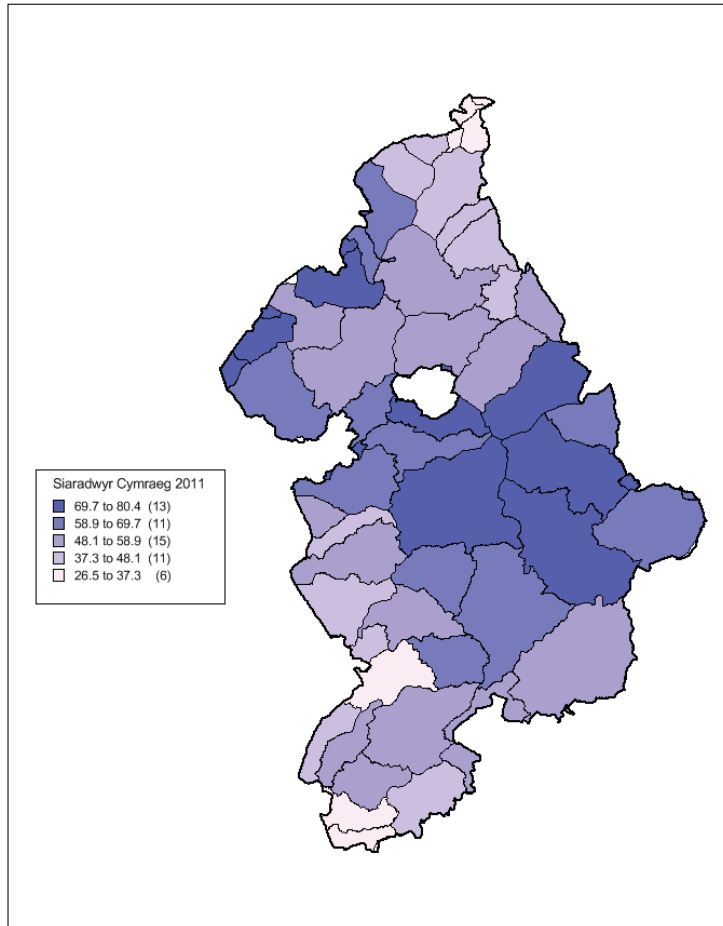 Siaradwyr Cymraeg 2011
69.7 to 80.4 (13)
58.9 to 69.7 (11)
48.1 to 58.9 (15)
37.3 to 48.1 (11)
26.5 to 37.3 (6)